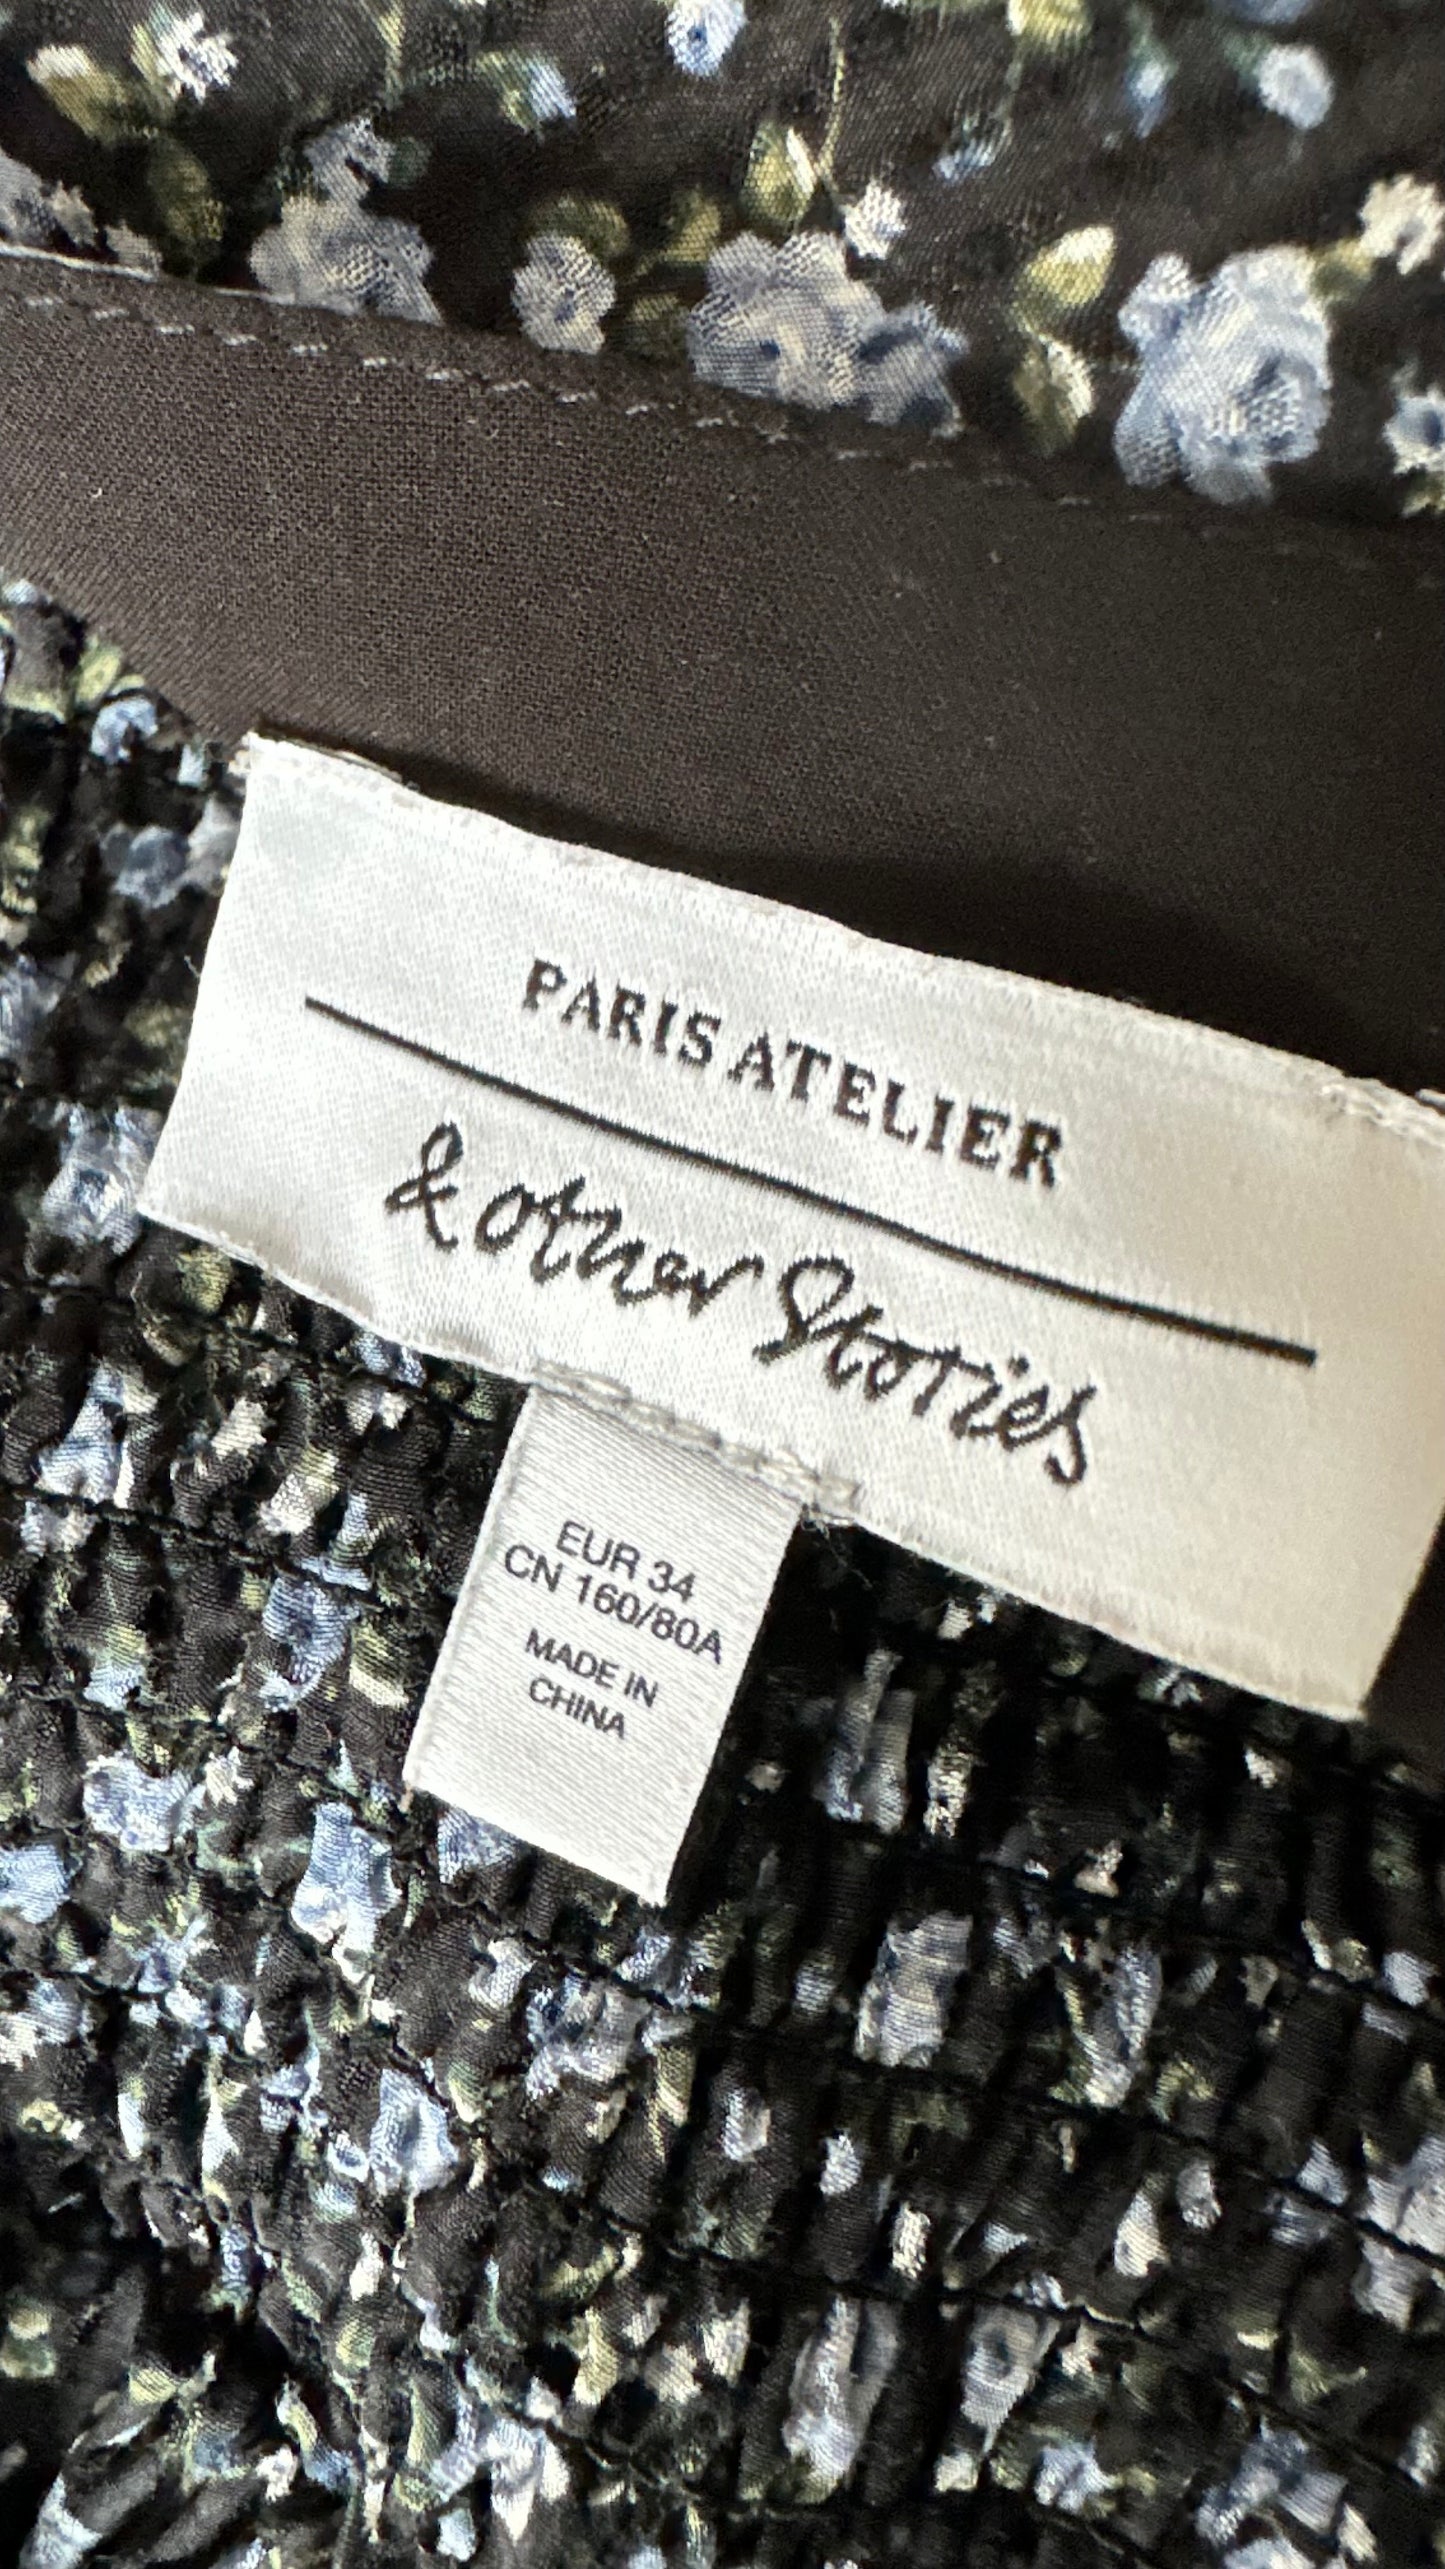 PARIS ATELIER
& other Stories
EUR 34
CN 160/80A
MADE IN
CHINA